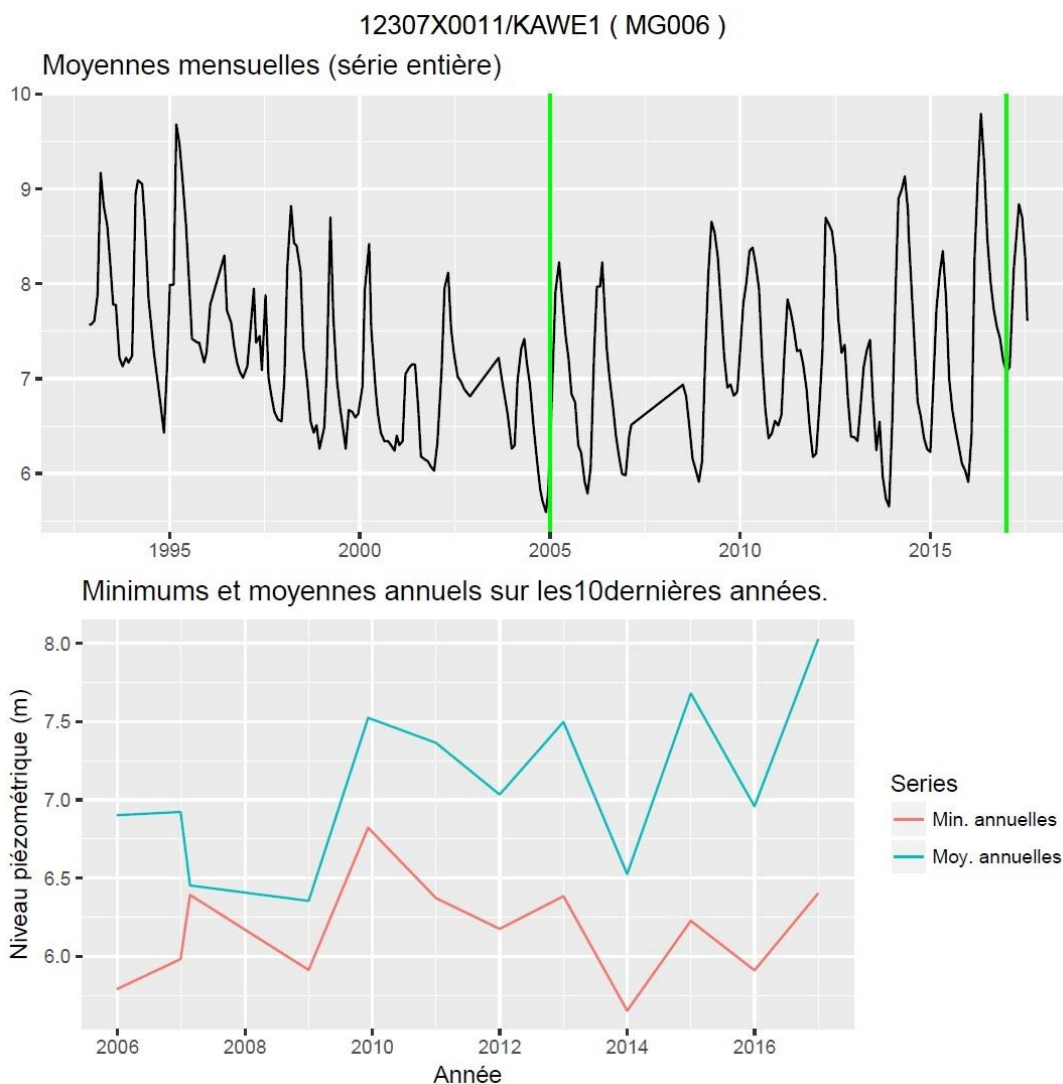 12307X0011/KAWE1 ( MG006 )
Moyennes mensuelles (série entière)
10
9
8
7
6
1995 2000 2005 2010 2015
Minimums et moyennes annuels sur les10dernières années.
Niveau piézométrique (m)
8.0
7.5
7.0
6.5
6.0
2006 2008 2010 2012 2014 2016
Année
Series
Min. annuelles
Moy. annuelles